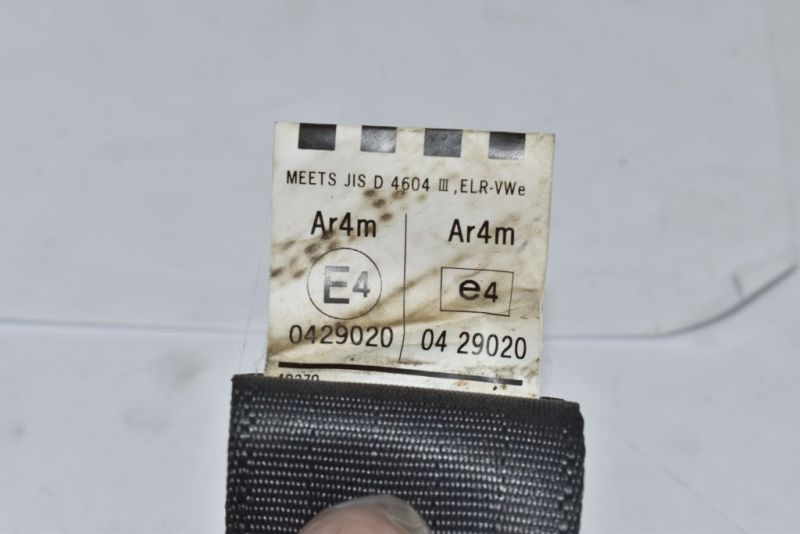 MEETS JIS D 4604 Ⅲ ,ELR-VWe
Ar4m
E4
0429020
Ar4m
e4
04 29020